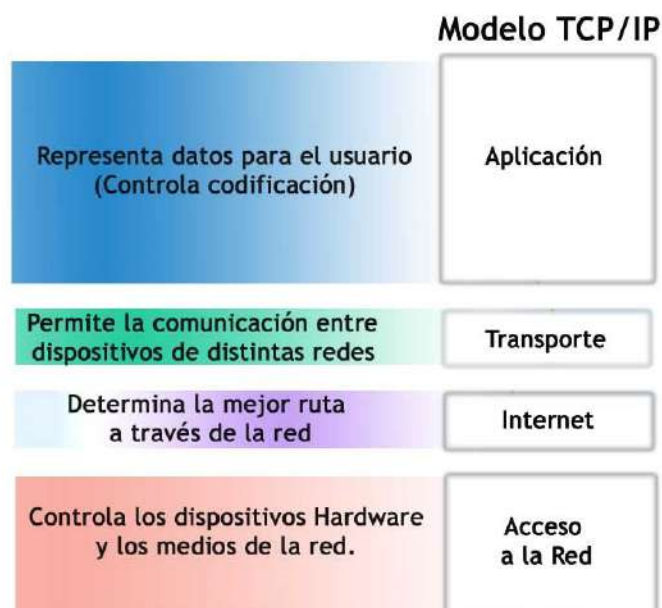 Modelo TCP/IP
Representa datos para el usuario
(Controla codificación)
Aplicación
Permite la comunicación entre
dispositivos de distintas redes
Transporte
Determina la mejor ruta
a través de la red
Internet
Controla los dispositivos Hardware
y los medios de la red.
Acceso
a la Red